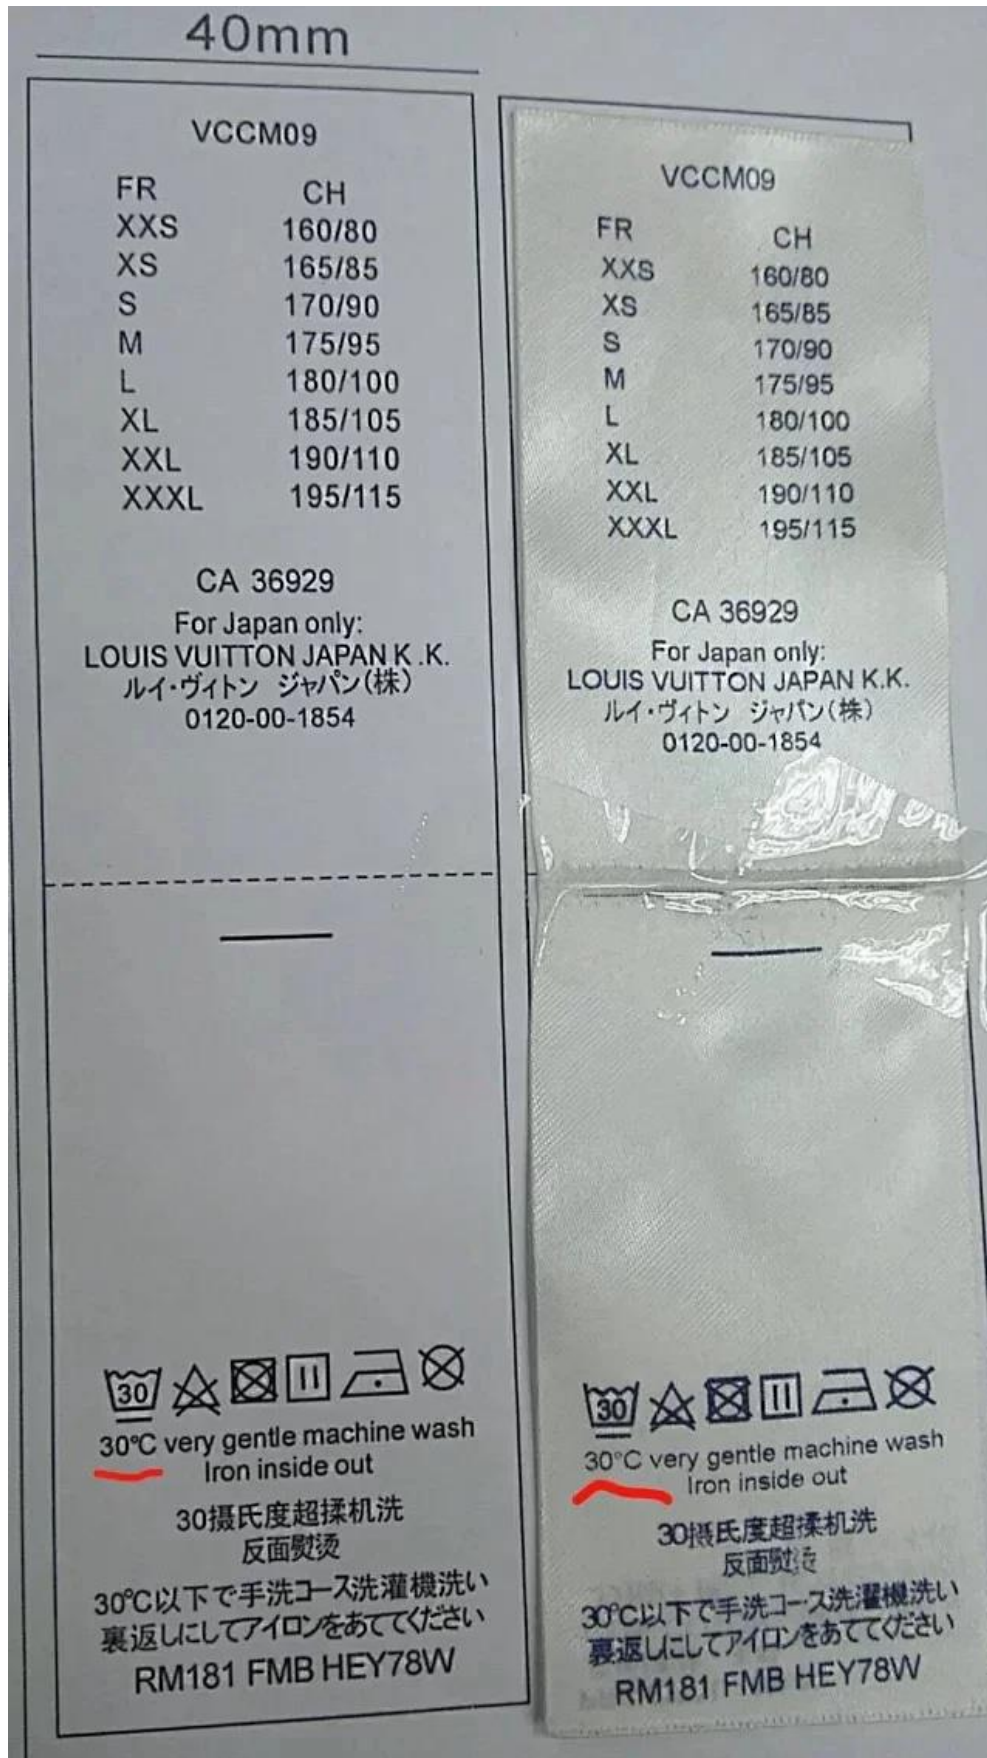 40mm
VCCM09
FR CH
XXS 160/80
XS 165/85
S 170/90
M 175/95
L 180/100
XL 185/105
XXL 190/110
XXXL 195/115
CA 36929
For Japan only:
LOUIS VUITTON JAPAN K .K.
ルイ・ヴィトン ジャパン(株)
0120-00-1854
30
30°C very gentle machine wash
Iron inside out
30摄氏度超揉机洗
反面熨烫
30°C以下で手洗コース洗灌機洗い
裏返しにしてアイロンをあててください
RM181 FMB HEY78W
VCCM09
FR CH
XXS 160/80
XS 165/85
S 170/90
M 175/95
L 180/100
XL 185/105
XXL 190/110
XXXL 195/115
CA 36929
For Japan only:
LOUIS VUITTON JAPAN K.K.
ルイ・ヴィトン ジャパン(株)
0120-00-1854
30
30°C very gentle machine wash
Iron inside out
30摄氏度超揉机洗
反面熨烫
30°C以下で手洗コース洗濯機洗い
裏返しにしてアイロンをあててください
RM181 FMB HEY78W